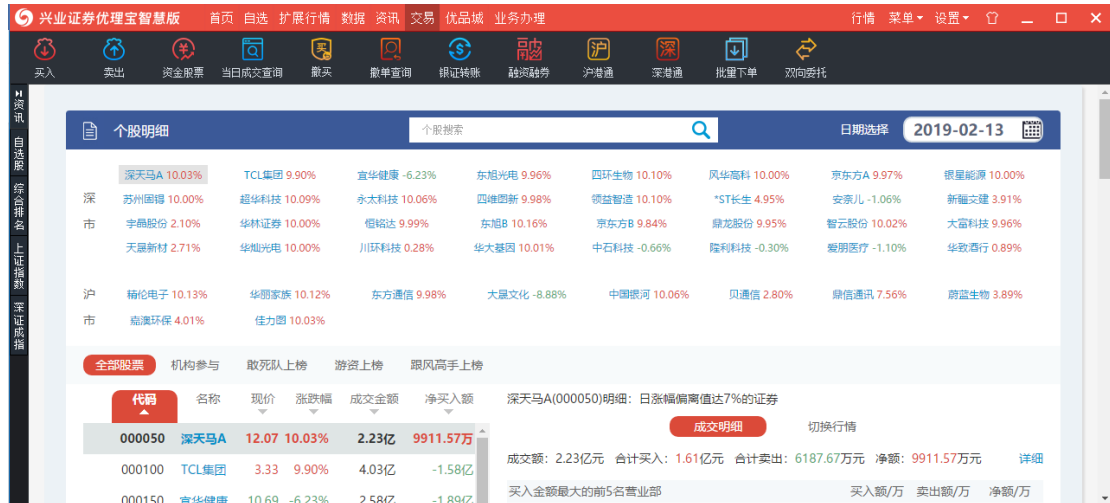 兴业证券优理宝智慧版 首页 自选 扩展行情 数据 资讯 交易 优品城 业务办理 行情 菜单 设置
买入 卖出 资金股票 当日成交查询 撤买 撤单查询 银证转账 融资融券 沪港通 深港通 批量下单 双向委托
资讯
自选股
综合排名
上证指数
深证成指
个股明细 个股搜索 日期选择 2019-02-13
深天马A 10.03% TCL集团 9.90% 宜华健康 -6.23% 东旭光电 9.96% 四环生物 10.10% 风华高科 10.00% 京东方A 9.97% 银星能源 10.00%
深 苏州固锝 10.00% 超华科技 10.09% 永太科技 10.06% 四维图新 9.98% 领益智造 10.10% *ST长生 4.95% 安奈儿 -1.06% 新疆交建 3.91%
市 宇晶股份 2.10% 华林证券 10.00% 恒铭达 9.99% 东旭B 10.16% 京东方B 9.84% 鼎龙股份 9.95% 智云股份 10.02% 大富科技 9.96%
天晟新材 2.71% 华灿光电 10.00% 川环科技 0.28% 华大基因 10.01% 中石科技 -0.66% 隆利科技 -0.30% 爱朋医疗 -1.10% 华致酒行 0.89%
沪 精伦电子 10.13% 华丽家族 10.12% 东方通信 9.98% 大晟文化 -8.88% 中国银河 10.06% 贝通信 2.80% 鼎信通讯 7.56% 蔚蓝生物 3.89%
市 嘉澳环保 4.01% 佳力图 10.03%
全部股票 机构参与 敢死队上榜 游资上榜 跟风高手上榜
代码 名称 现价 涨跌幅 成交金额 净买入额
000050 深天马A 12.07 10.03% 2.23亿 9911.57万
000100 TCL集团 3.33 9.90% 4.03亿 -1.58亿
000150 宜华健康 10.69 -6.23% 2.58亿 -1.89亿
深天马A(000050)明细：日涨幅偏离值达7%的证券
成交明细 切换行情
成交额：2.23亿元 合计买入：1.61亿元 合计卖出：6187.67万元 净额：9911.57万元 详细
买入金额最大的前5名营业部 买入额/万 卖出额/万 净额/万